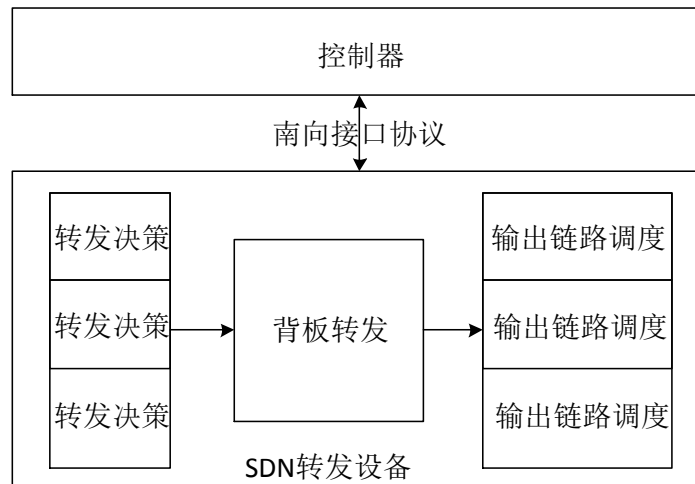 控制器
南向接口协议
转发决策
输出链路调度
转发决策
背板转发
输出链路调度
转发决策
输出链路调度
SDN转发设备